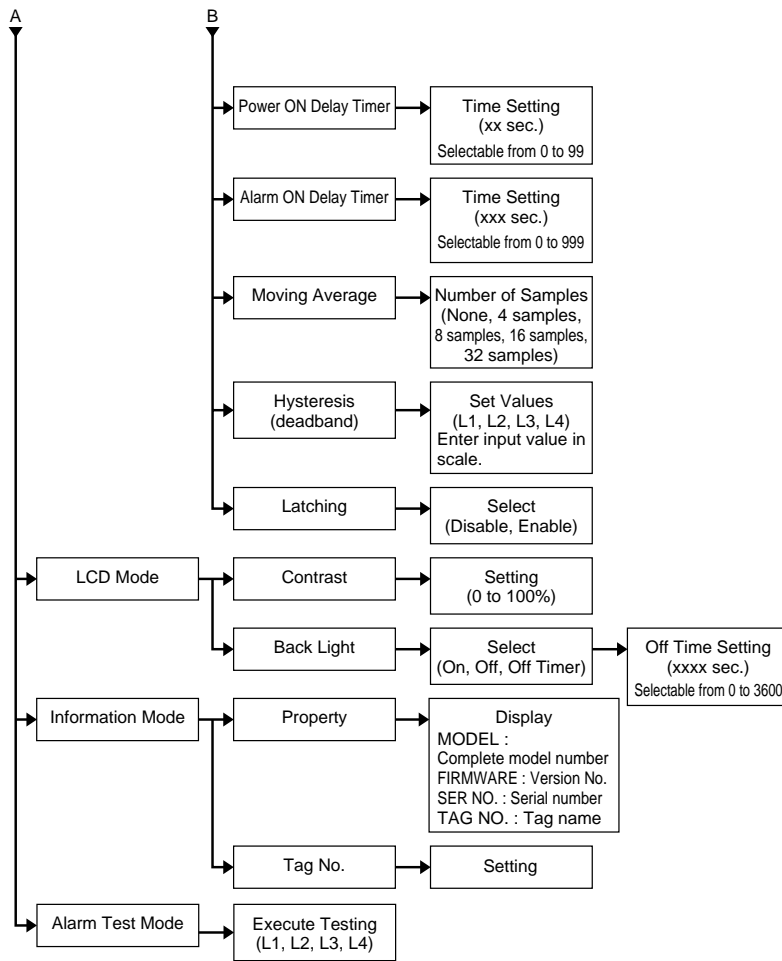 A
B
Power ON Delay Timer
Time Setting
(xx sec.)
Selectable from 0 to 99
Alarm ON Delay Timer
Time Setting
(xxx sec.)
Selectable from 0 to 999
Moving Average
Number of Samples
(None, 4 samples,
8 samples, 16 samples,
32 samples)
Hysteresis
(deadband)
Set Values
(L1, L2, L3, L4)
Enter input value in
scale.
Latching
Select
(Disable, Enable)
LCD Mode
Contrast
Setting
(0 to 100%)
Back Light
Select
(On, Off, Off Timer)
Off Time Setting
(xxxx sec.)
Selectable from 0 to 3600
Information Mode
Property
Display
MODEL :
Complete model number
FIRMWARE : Version No.
SER NO. : Serial number
TAG NO. : Tag name
Tag No.
Setting
Alarm Test Mode
Execute Testing
(L1, L2, L3, L4)